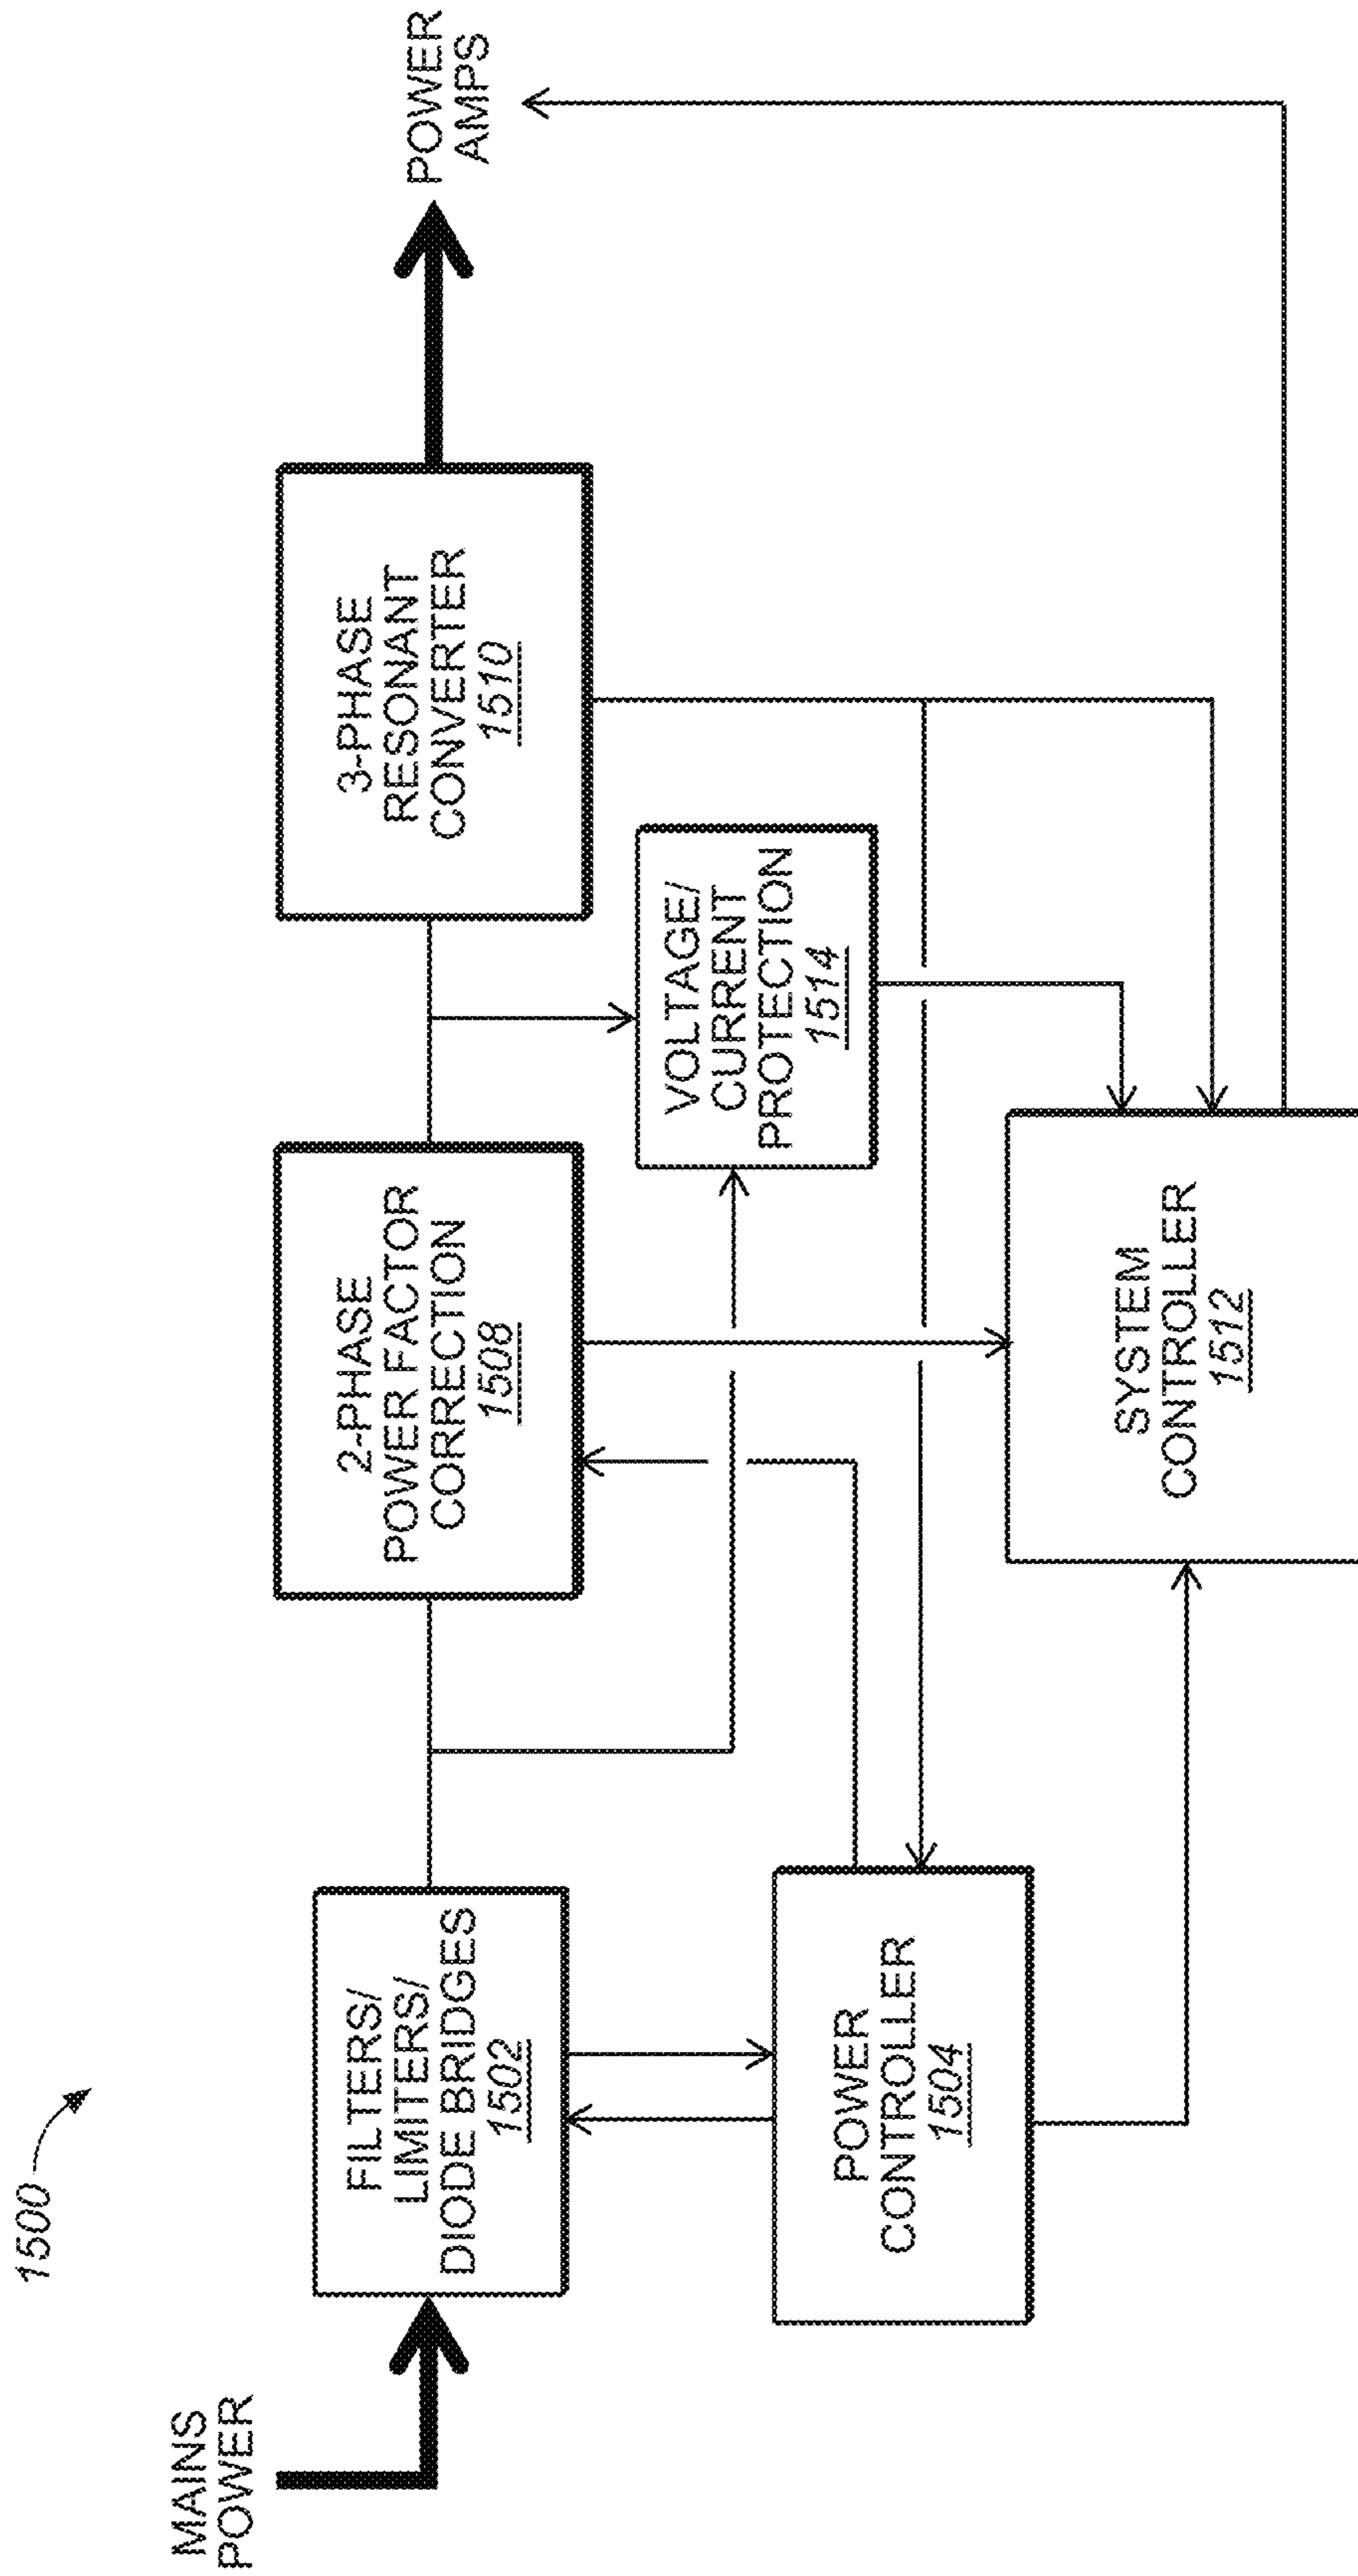 1500
MAINS
POWER
FILTERS/
LIMITERS/
DIODE BRIDGES
1502
2-PHASE
POWER FACTOR
CORRECTION
1508
3-PHASE
RESONANT
CONVERTER
1510
POWER
AMPS
VOLTAGE/
CURRENT
PROTECTION
1514
POWER
CONTROLLER
1504
SYSTEM
CONTROLLER
1512